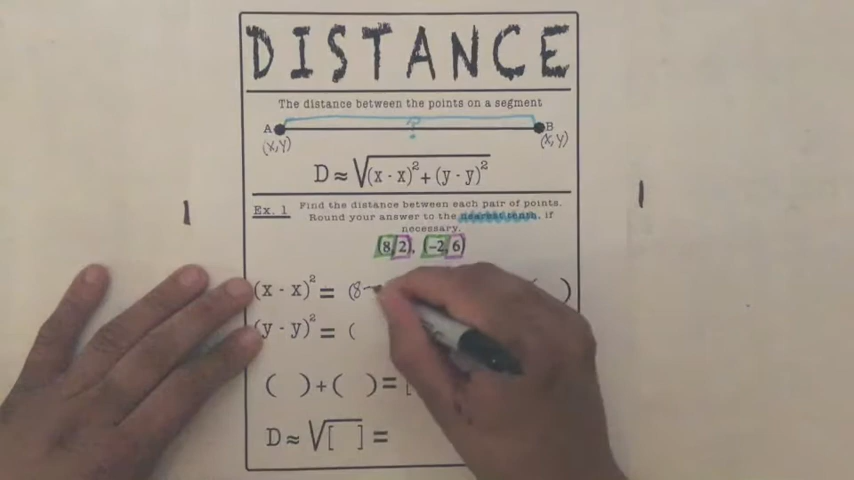 DISTANCE
The distance between the points on a segment
A B
?
(x,y) (x,y)
D ≈ √(x - x)² + (y - y)²
Ex. 1 Find the distance between each pair of points.
Round your answer to the nearest tenth, if
necessary.
(8,2), (−2,6)
(x - x)² = (8- ( )
(y - y)² = (
( ) + ( ) = [
D ≈ √[ ] =